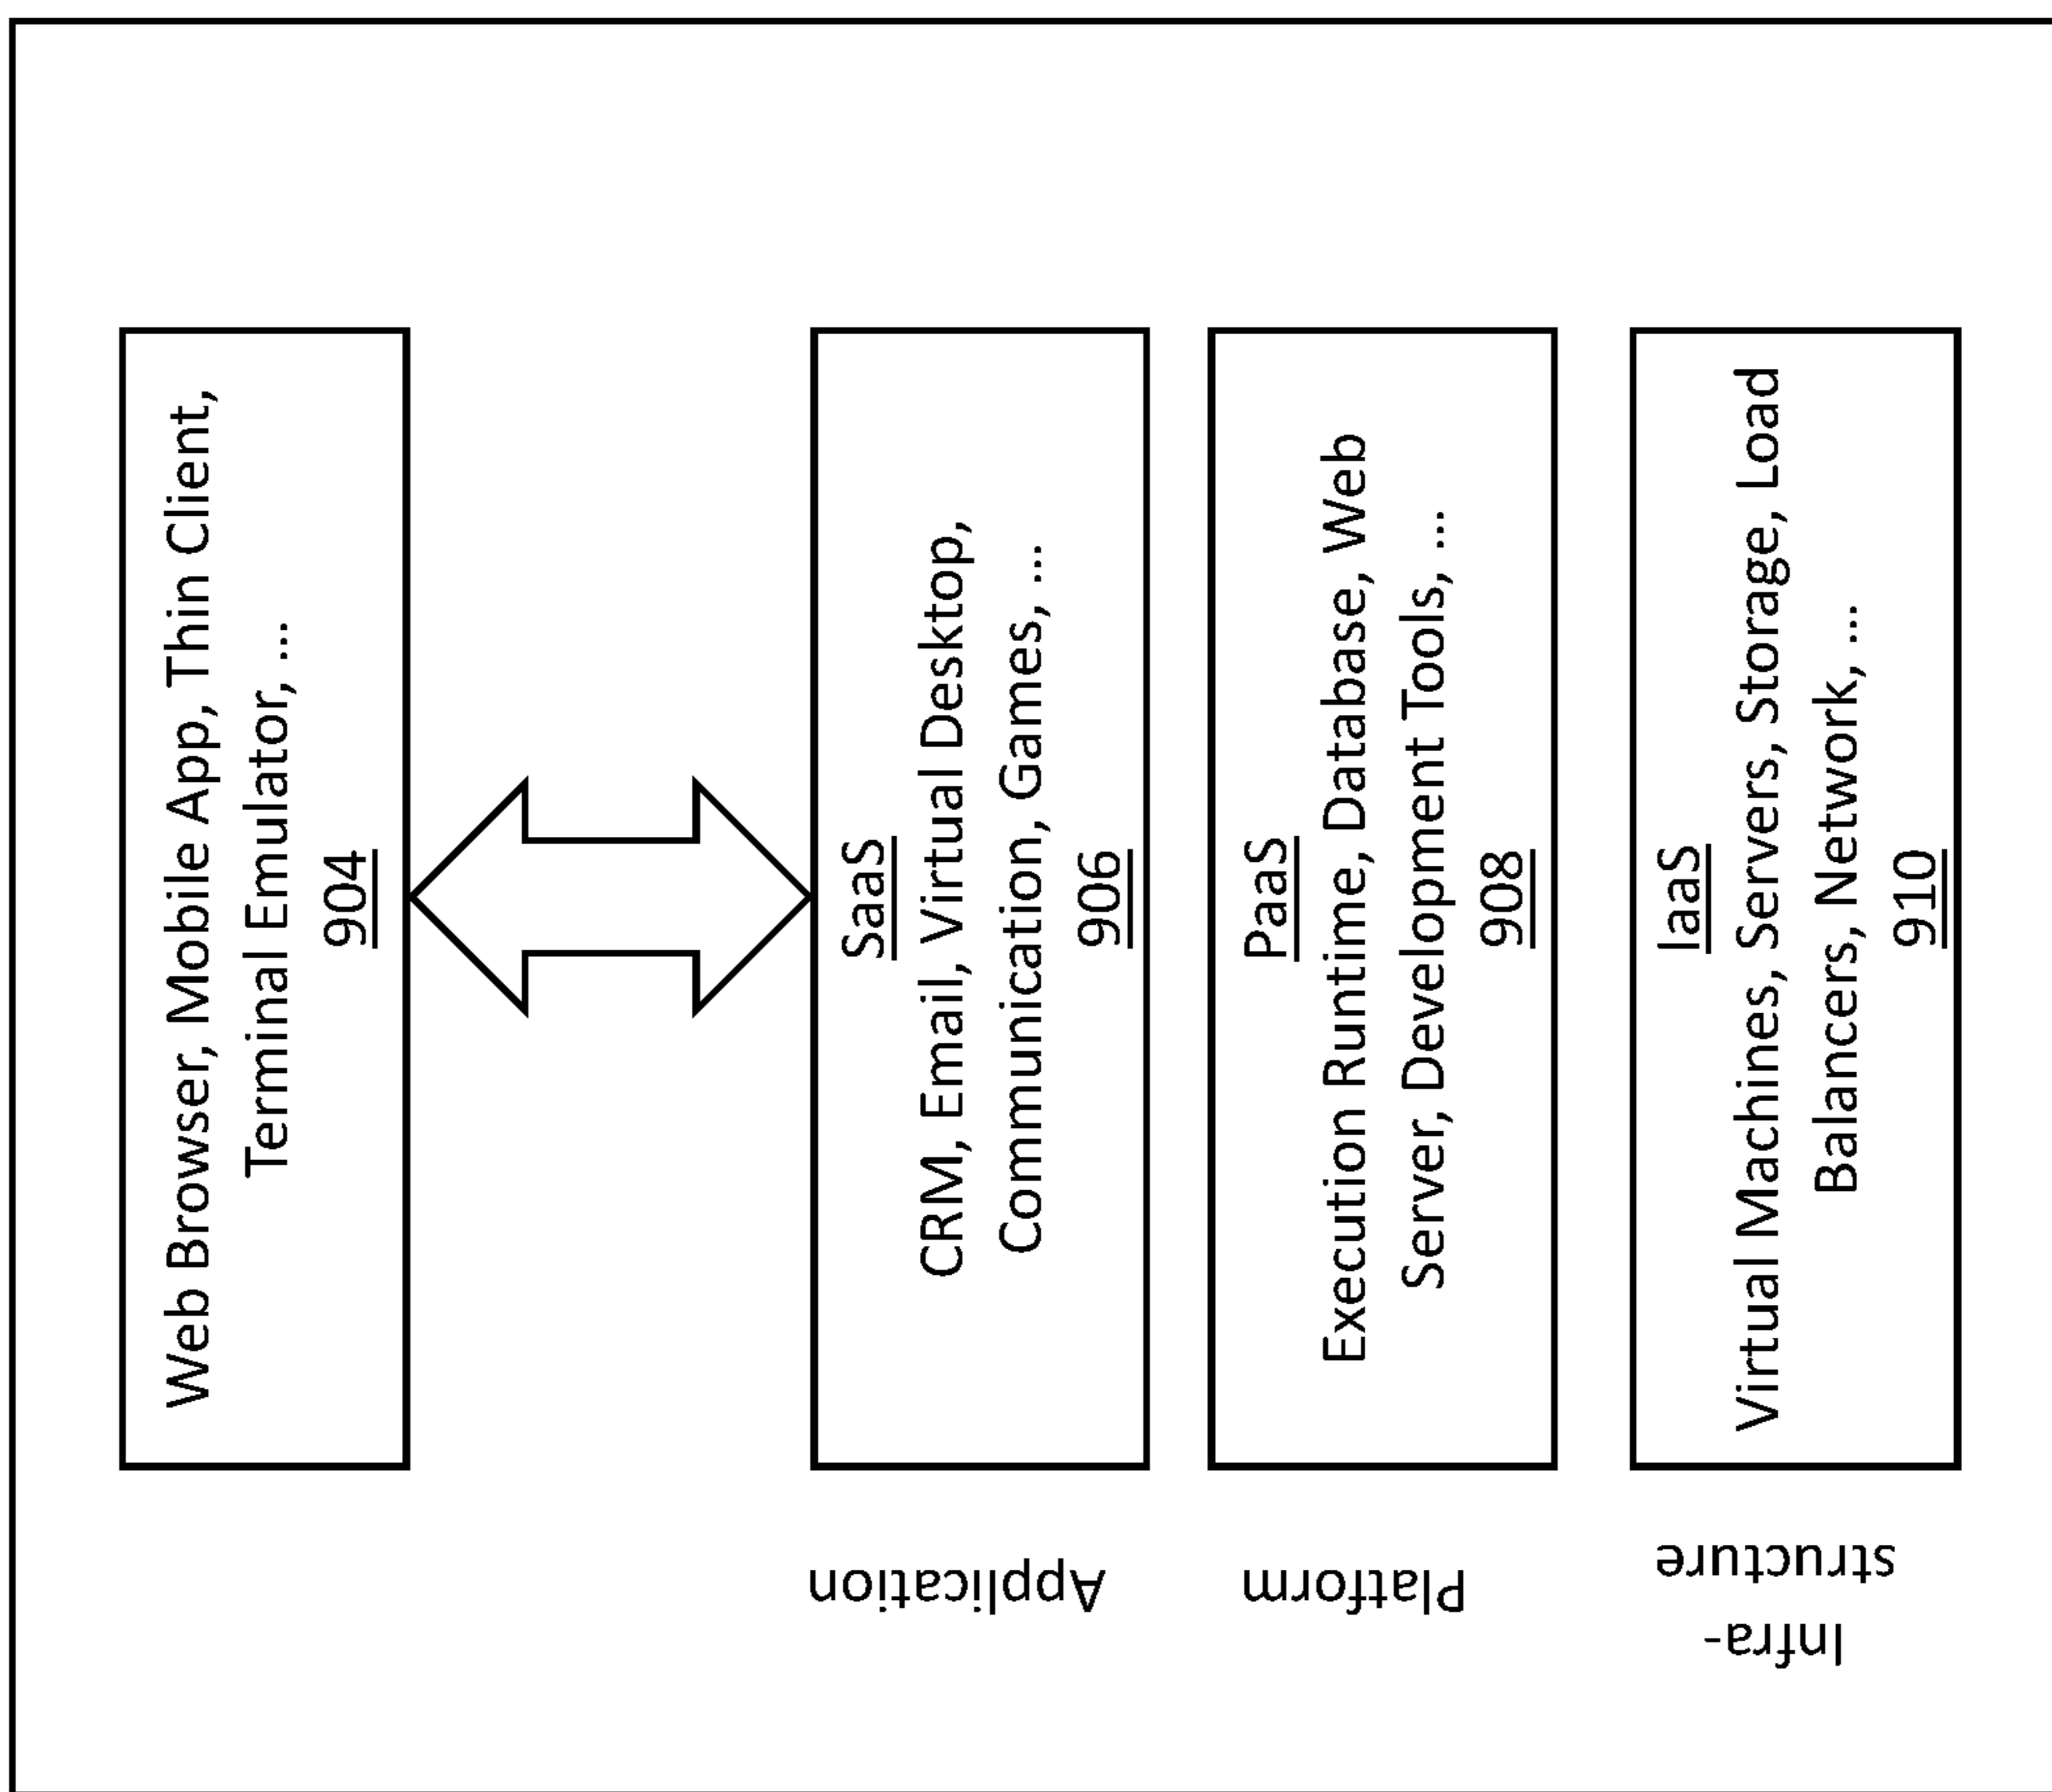 Web Browser, Mobile App, Thin Client,
Terminal Emulator, ...
904
Application
SaaS
CRM, Email, Virtual Desktop,
Communication, Games, ...
906
Platform
PaaS
Execution Runtime, Database, Web
Server, Development Tools, ...
908
Infra-
structure
IaaS
Virtual Machines, Servers, Storage, Load
Balancers, Network, ...
910